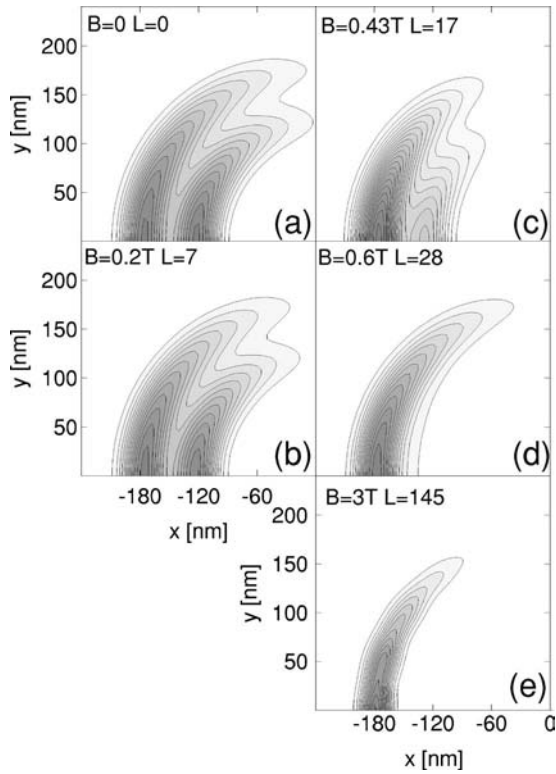 B=0 L=0
200
150
100
50
y [nm]
(a)
B=0.43T L=17
(c)
B=0.2T L=7
200
150
100
50
y [nm]
(b)
-180 -120 -60
x [nm]
B=0.6T L=28
(d)
B=3T L=145
200
150
100
50
y [nm]
(e)
-180 -120 -60 0
x [nm]